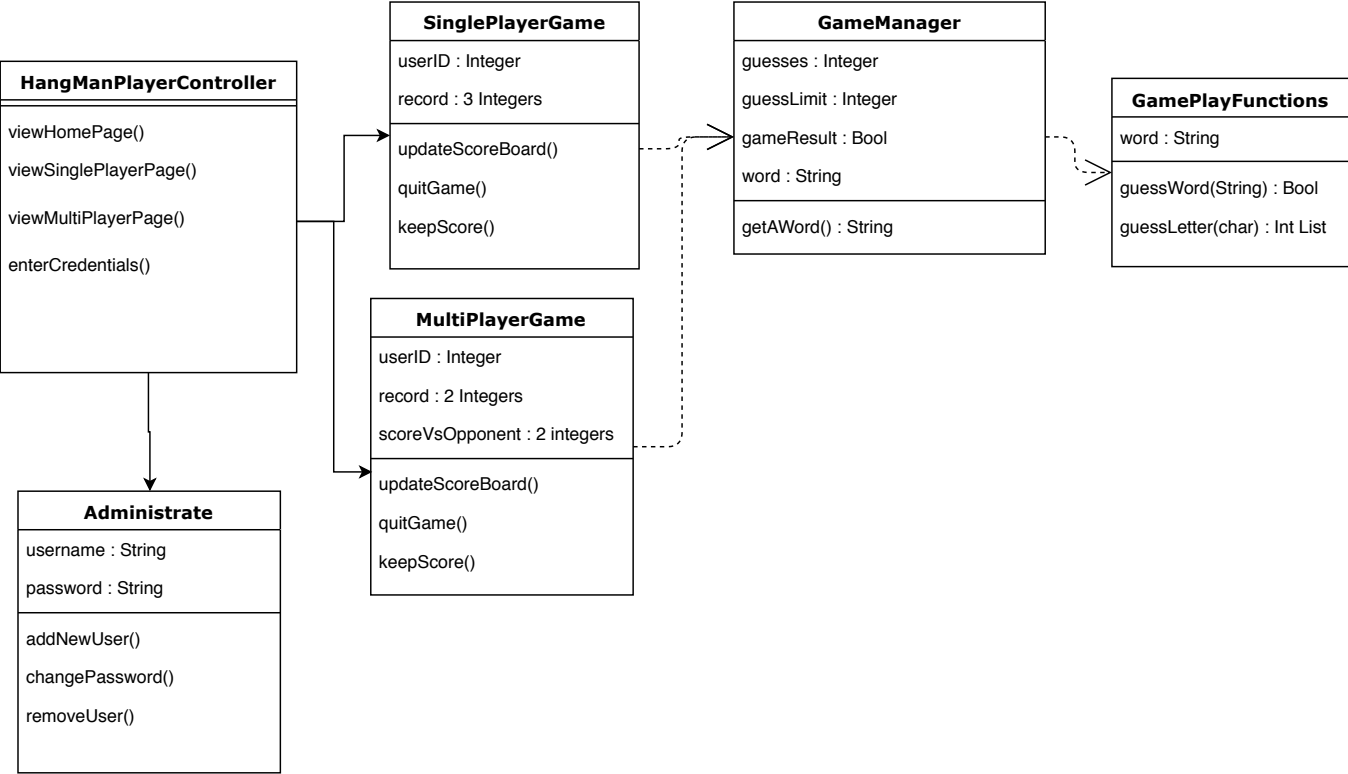 HangManPlayerController
viewHomePage()
viewSinglePlayerPage()
viewMultiPlayerPage()
enterCredentials()
SinglePlayerGame
userID : Integer
record : 3 Integers
updateScoreBoard()
quitGame()
keepScore()
GameManager
guesses : Integer
guessLimit : Integer
gameResult : Bool
word : String
getAWord() : String
GamePlayFunctions
word : String
guessWord(String) : Bool
guessLetter(char) : Int List
MultiPlayerGame
userID : Integer
record : 2 Integers
scoreVsOpponent : 2 integers
updateScoreBoard()
quitGame()
keepScore()
Administrate
username : String
password : String
addNewUser()
changePassword()
removeUser()